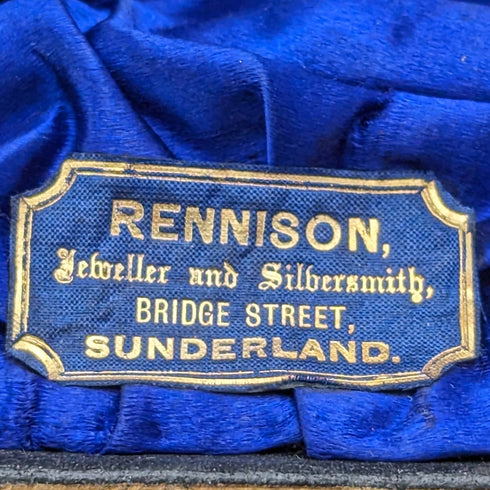 RENNISON,
Jeweller and Silversmith,
BRIDGE STREET,
SUNDERLAND.